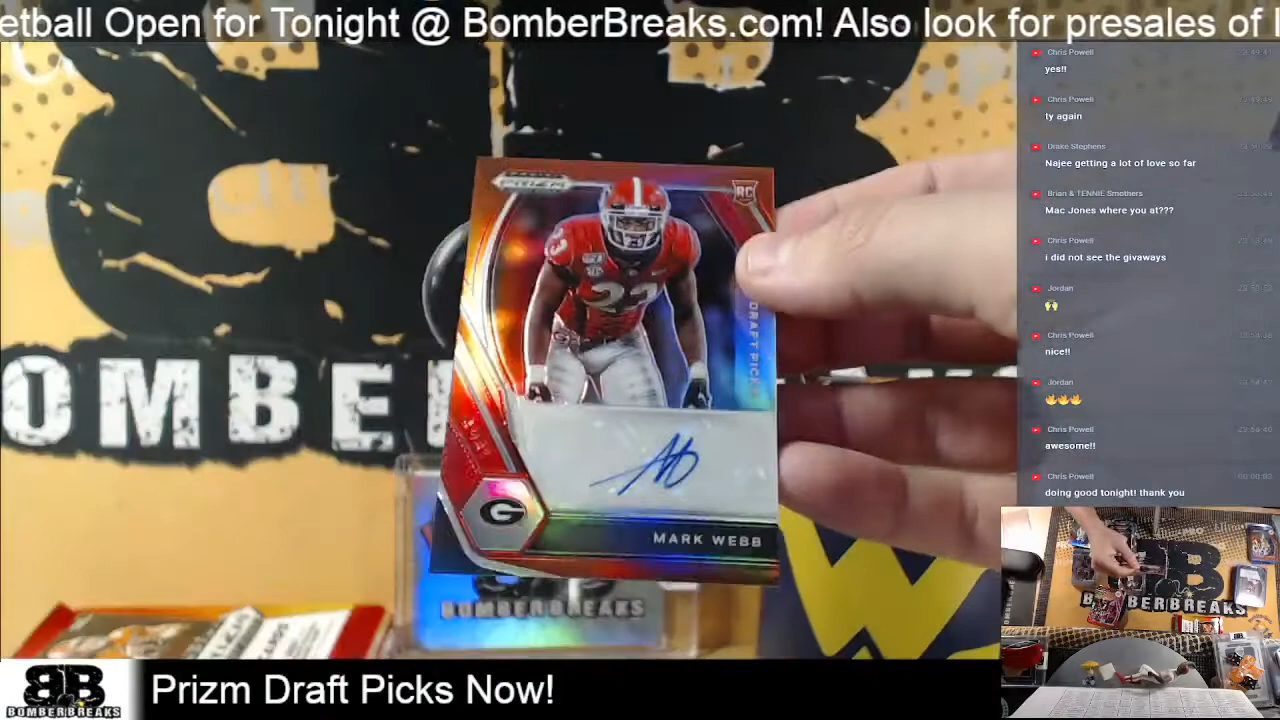 etball Open for Tonight @ BomberBreaks.com! Also look for presales of
Chris Powell
yes!!
Chris Powell
ty again
Drake Stephens
Najee getting a lot of love so far
Brian & TENNIE Smothers
Mac Jones where you at???
Chris Powell
i did not see the givaways
Jordan
Chris Powell
nice!!
Jordan
Chris Powell
awesome!!
Chris Powell
doing good tonight! thank you
PRIZM
RC
23
DRAFT PICKS
G
MARK WEBB
OMBE
BOMBERBREAKS
W
BERBREAKS
BB
BOMBERBREAKS
Prizm Draft Picks Now!